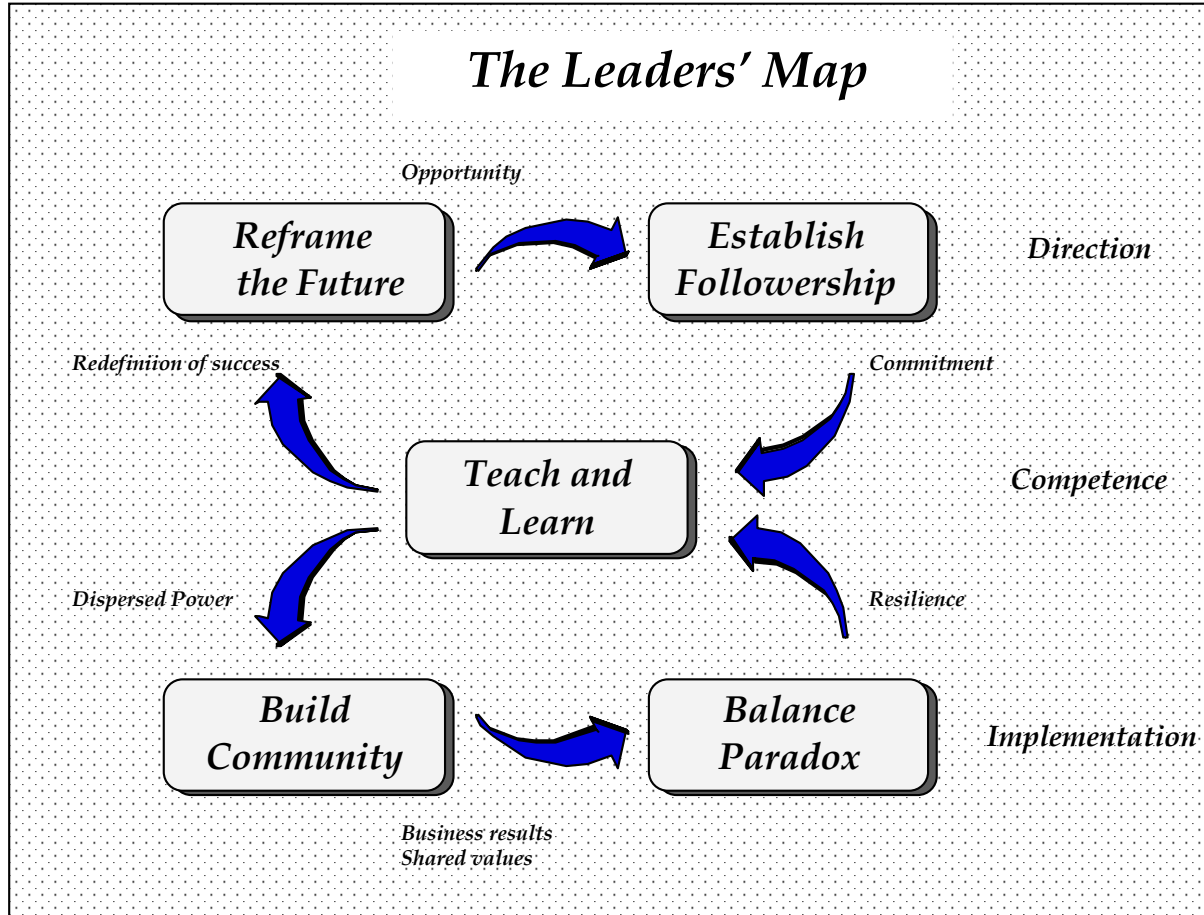 The Leaders' Map
Opportunity
Reframe
the Future
Establish
Followership
Direction
Redefiniion of success
Commitment
Teach and
Learn
Competence
Dispersed Power
Resilience
Build
Community
Balance
Paradox
Implementation
Business results
Shared values